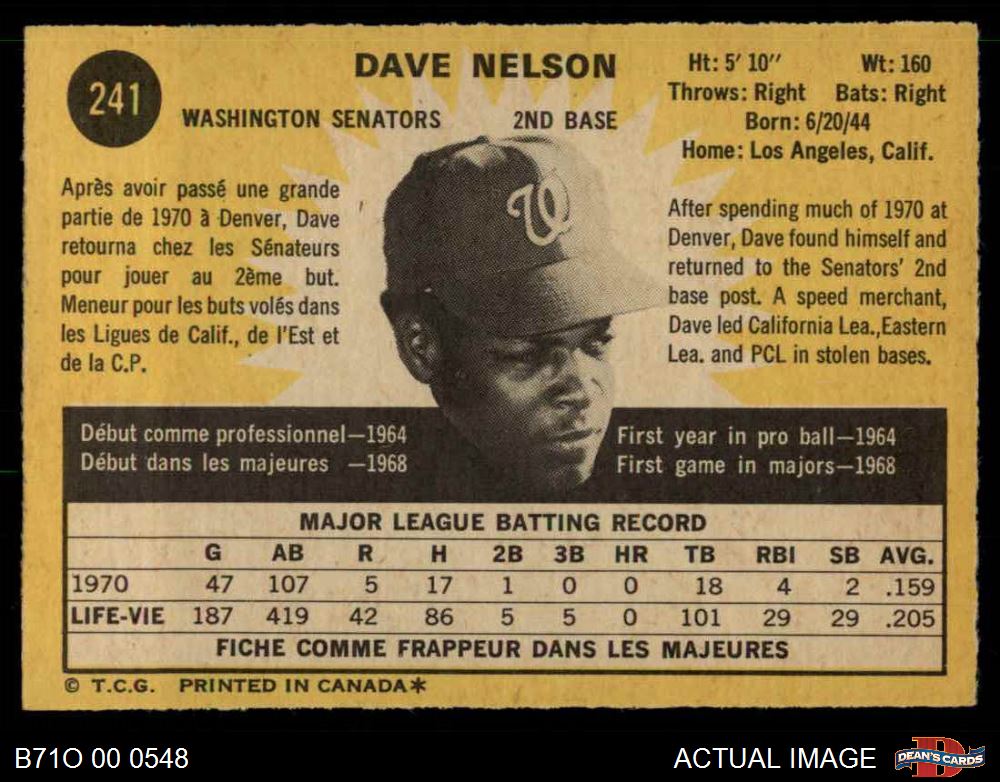 241
DAVE NELSON
WASHINGTON SENATORS 2ND BASE
Ht: 5' 10" Wt: 160
Throws: Right Bats: Right
Born: 6/20/44
Home: Los Angeles, Calif.
Après avoir passé une grande
partie de 1970 à Denver, Dave
retourna chez les Sénateurs
pour jouer au 2ème but.
Meneur pour les buts volés dans
les Ligues de Calif., de l'Est et
de la C.P.
W
After spending much of 1970 at
Denver, Dave found himself and
returned to the Senators' 2nd
base post. A speed merchant,
Dave led California Lea., Eastern
Lea. and PCL in stolen bases.
Début comme professionnel—1964
Début dans les majeures —1968
First year in pro ball—1964
First game in majors—1968
MAJOR LEAGUE BATTING RECORD
G AB R H 2B 3B HR TB RBI SB AVG.
1970 47 107 5 17 1 0 0 18 4 2 .159
LIFE-VIE 187 419 42 86 5 5 0 101 29 29 .205
FICHE COMME FRAPPEUR DANS LES MAJEURES
© T.C.G. PRINTED IN CANADA*
B71O 00 0548
ACTUAL IMAGE
D
DEAN'S CARDS